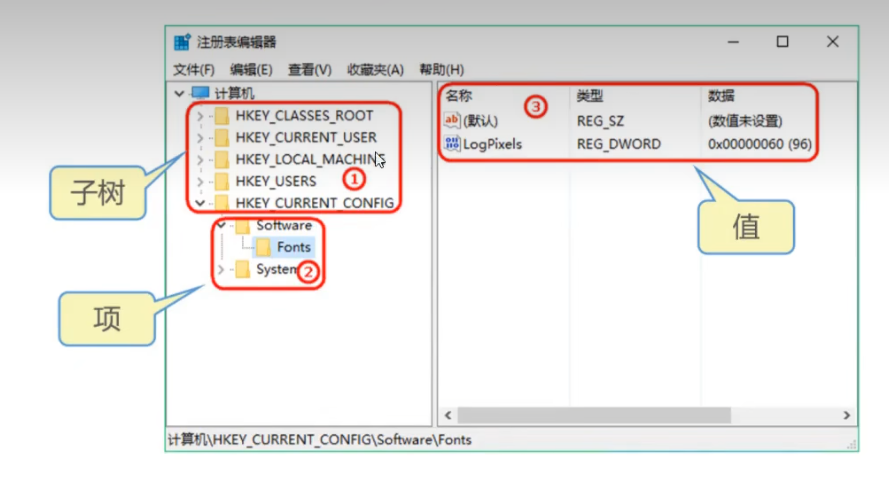 注册表编辑器
文件(F) 编辑(E) 查看(V) 收藏夹(A) 帮助(H)
计算机
HKEY_CLASSES_ROOT
HKEY_CURRENT_USER
HKEY_LOCAL_MACHINE
HKEY_USERS ①
HKEY_CURRENT_CONFIG
Software
Fonts
System ②
子树
项
名称 ③ 类型 数据
ab (默认) REG_SZ (数值未设置)
LogPixels REG_DWORD 0x00000060 (96)
值
计算机\HKEY_CURRENT_CONFIG\Software\Fonts